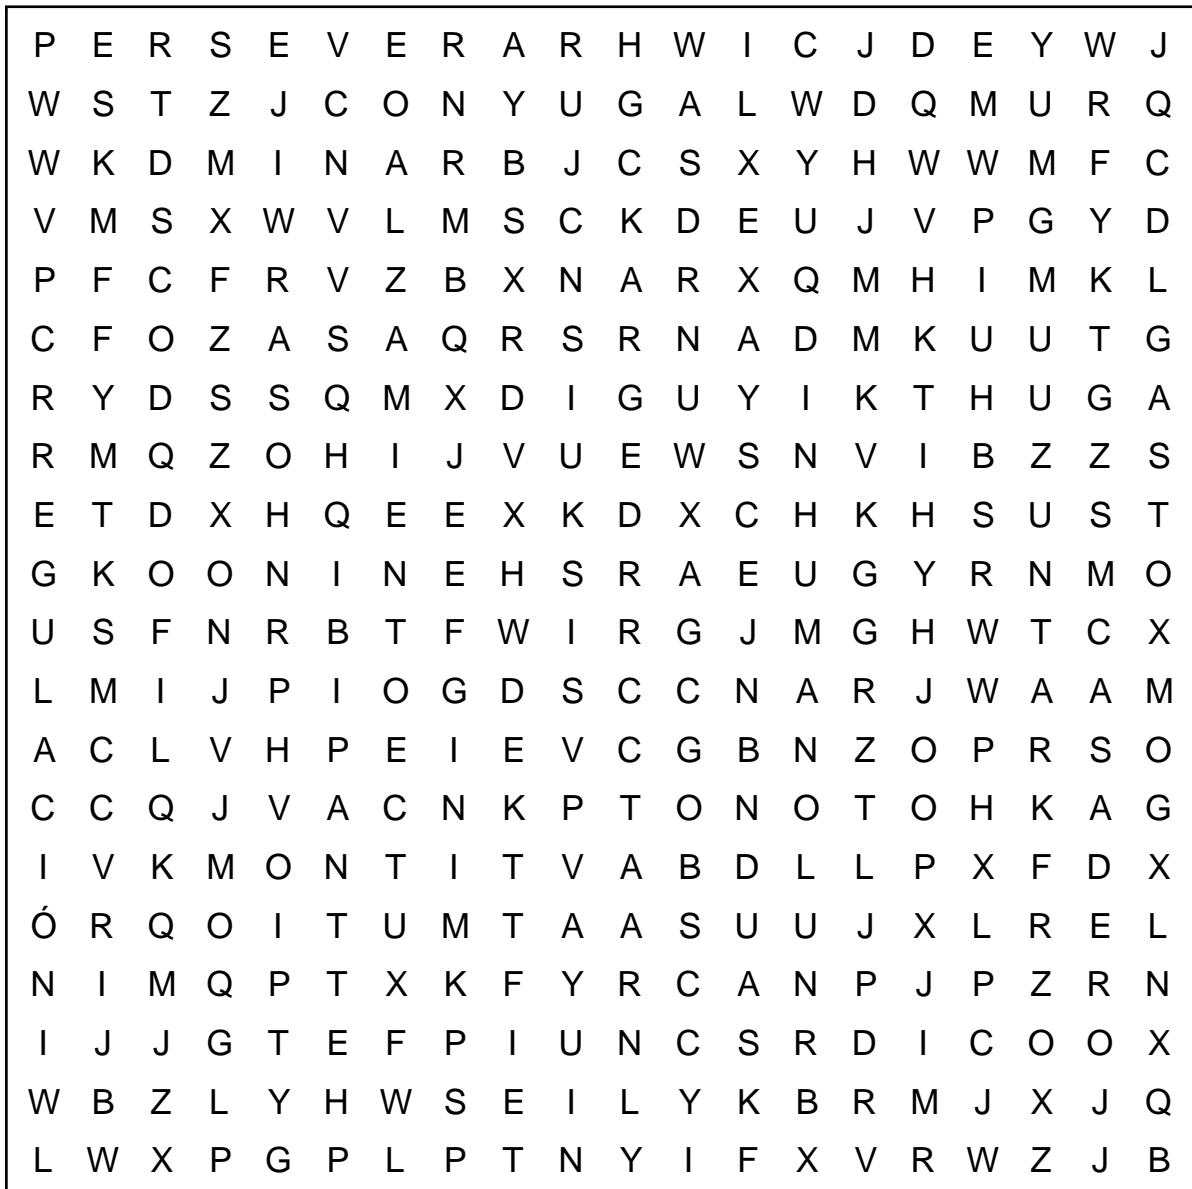 P E R S E V E R A R H W I C J D E Y W J
W S T Z J C O N Y U G A L W D Q M U R Q
W K D M I N A R B J C S X Y H W W M F C
V M S X W V L M S C K D E U J V P G Y D
P F C F R V Z B X N A R X Q M H I M K L
C F O Z A S A Q R S R N A D M K U U T G
R Y D S S Q M X D I G U Y I K T H U G A
R M Q Z O H I J V U E W S N V I B Z Z S
E T D X H Q E E X K D X C H K H S U S T
G K O O N I N E H S R A E U G Y R N M O
U S F N R B T F W I R G J M G H W T C X
L M I J P I O G D S C C N A R J W A A M
A C L V H P E I E V C G B N Z O P R S O
C C Q J V A C N K P T O N O T O H K A G
I V K M O N T I T V A B D L L P X F D X
Ó R Q O I T U M T A A S U U J X L R E L
N I M Q P T X K F Y R C A N P J P Z R N
I J J G T E F P I U N C S R D I C O O X
W B Z L Y H W S E I L Y K B R M J X J Q
L W X P G P L P T N Y I F X V R W Z J B